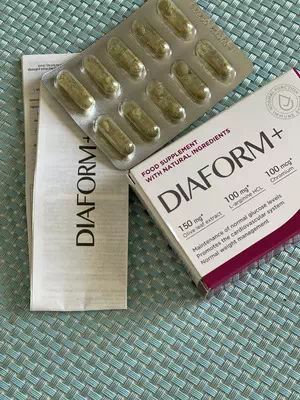 DIAFORM+
FOOD SUPPLEMENT
WITH NATURAL INGREDIENTS
DIAFORM+
150 mg*
Olive leaf extract
100 mg*
L-arginine HCL
100 mcg*
Chromium
Maintenance of normal glucose levels
Promotes the cardiovascular system
Normal weight management